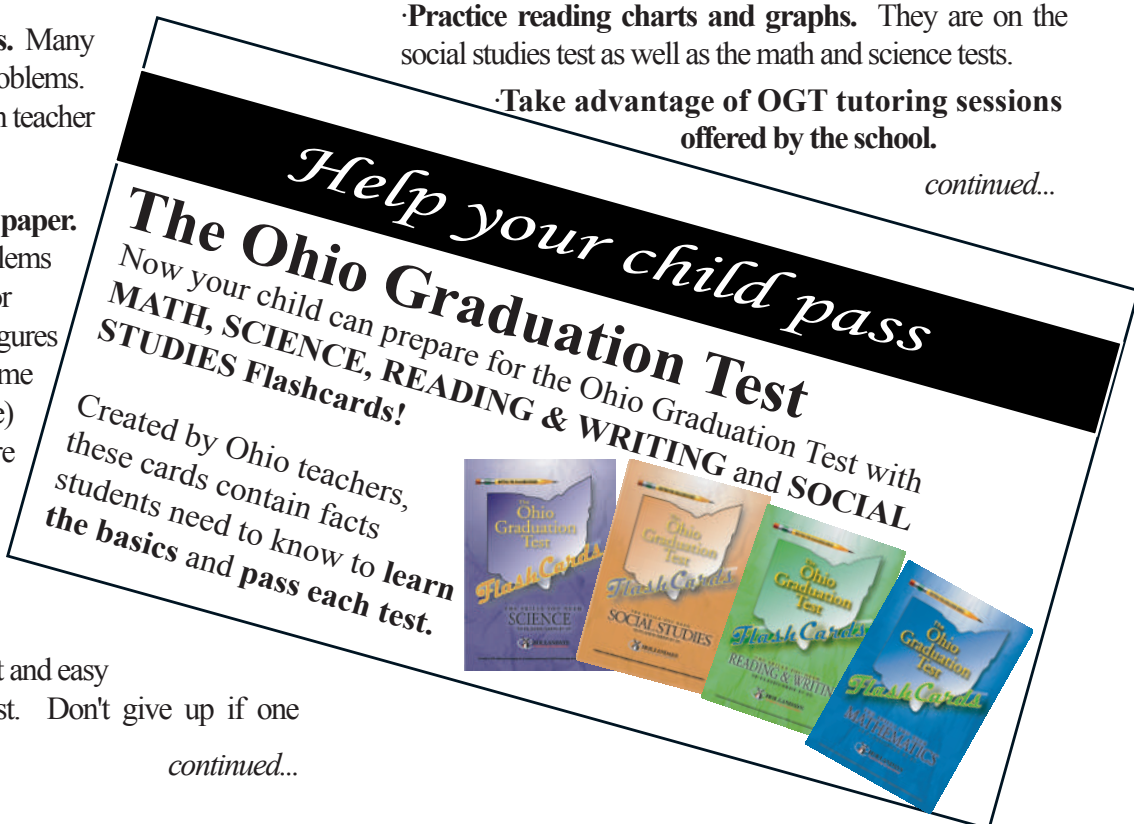 s. Many
oblems.
n teacher
paper.
lems
or
gures
me
e)
re
t and easy
st. Don't give up if one
continued...
·Practice reading charts and graphs. They are on the
social studies test as well as the math and science tests.
·Take advantage of OGT tutoring sessions
offered by the school.
continued...
Help your child pass
The Ohio Graduation Test
Now your child can prepare for the Ohio Graduation Test with
MATH, SCIENCE, READING & WRITING and SOCIAL
STUDIES Flashcards!
Created by Ohio teachers,
these cards contain facts
students need to know to learn
the basics and pass each test.
The
Ohio
Graduation
Test
FlashCards
SCIENCE
The
Ohio
Graduation
Test
FlashCards
SOCIAL STUDIES
The
Ohio
Graduation
Test
FlashCards
READING & WRITIN
The
Ohio
Graduation
Test
FlashCards
MATHEMATICS